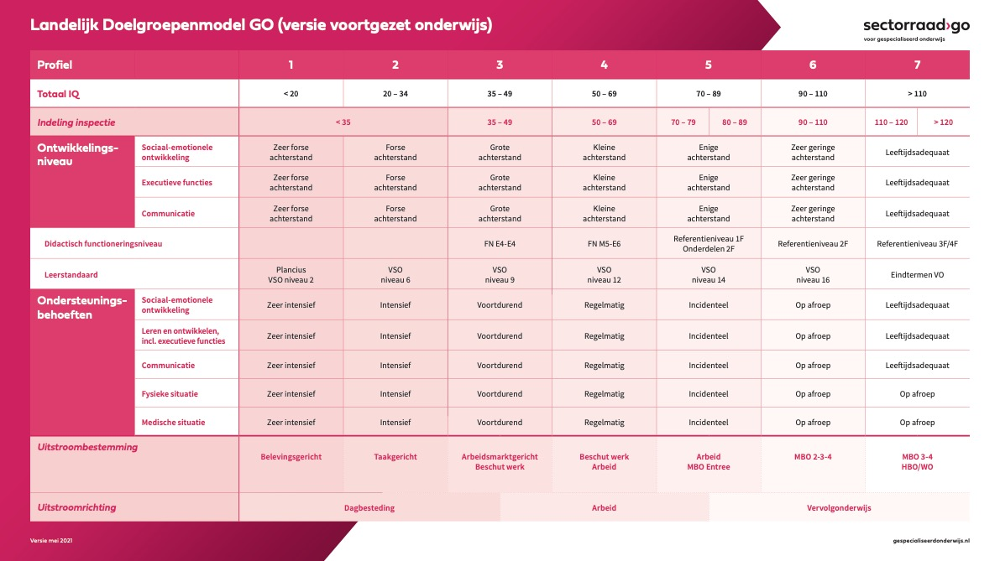 Landelijk Doelgroepenmodel GO (versie voortgezet onderwijs)
sectorraad›go
voor gespecialiseerd onderwijs
Profiel 1 2 3 4 5 6 7
Totaal IQ < 20 20 – 34 35 – 49 50 – 69 70 – 89 90 – 110 > 110
Indeling inspectie < 35 35 – 49 50 – 69 70 – 79 80 – 89 90 – 110 110 – 120 > 120
Ontwikkelings-
niveau
Sociaal-emotionele
ontwikkeling
Zeer forse
achterstand
Forse
achterstand
Grote
achterstand
Kleine
achterstand
Enige
achterstand
Zeer geringe
achterstand
Leeftijdsadequaat
Executieve functies
Zeer forse
achterstand
Forse
achterstand
Grote
achterstand
Kleine
achterstand
Enige
achterstand
Zeer geringe
achterstand
Leeftijdsadequaat
Communicatie
Zeer forse
achterstand
Forse
achterstand
Grote
achterstand
Kleine
achterstand
Enige
achterstand
Zeer geringe
achterstand
Leeftijdsadequaat
Didactisch functioneringsniveau
FN E4-E4
FN M5-E6
Referentieniveau 1F
Onderdelen 2F
Referentieniveau 2F
Referentieniveau 3F/4F
Leerstandaard
Plancius
VSO niveau 2
VSO
niveau 6
VSO
niveau 9
VSO
niveau 12
VSO
niveau 14
VSO
niveau 16
Eindtermen VO
Ondersteunings-
behoeften
Sociaal-emotionele
ontwikkeling
Zeer intensief Intensief Voortdurend Regelmatig Incidenteel Op afroep Leeftijdsadequaat
Leren en ontwikkelen,
incl. executieve functies
Zeer intensief Intensief Voortdurend Regelmatig Incidenteel Op afroep Leeftijdsadequaat
Communicatie Zeer intensief Intensief Voortdurend Regelmatig Incidenteel Op afroep Leeftijdsadequaat
Fysieke situatie Zeer intensief Intensief Voortdurend Regelmatig Incidenteel Op afroep Op afroep
Medische situatie Zeer intensief Intensief Voortdurend Regelmatig Incidenteel Op afroep Op afroep
Uitstroombestemming
Belevingsgericht
Taakgericht
Arbeidsmarktgericht
Beschut werk
Beschut werk
Arbeid
Arbeid
MBO Entree
MBO 2-3-4
MBO 3-4
HBO/WO
Uitstroomrichting Dagbesteding Arbeid Vervolgonderwijs
Versie mei 2021
gespecialiseerdonderwijs.nl